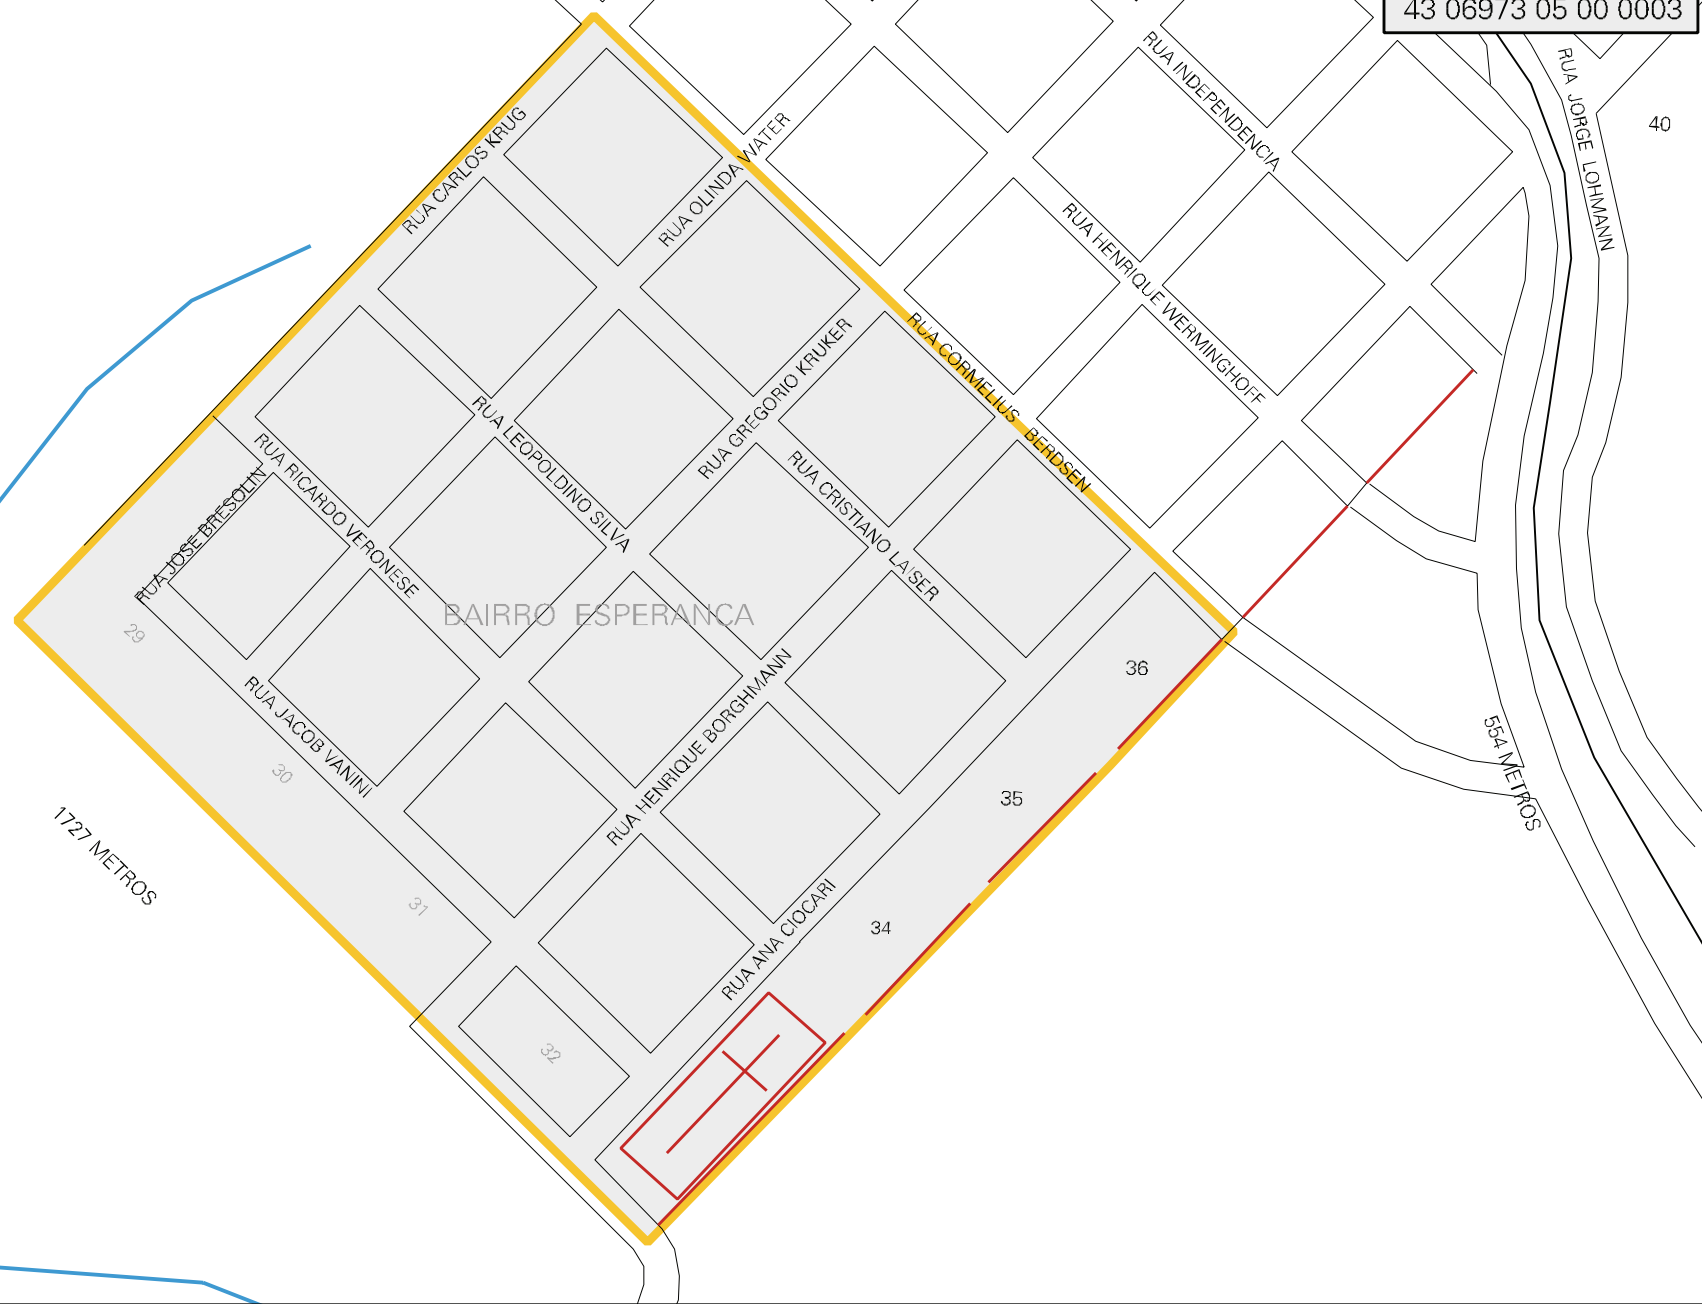 43 06973 05 00 0003
RUA INDEPENDENCIA
RUA JORGE LOHMANN
40
RUA CARLOS KRUG
RUA OLINDA WATER
RUA HENRIQUE WERMINGHOFF
RUA CORMELIUS BERDSEN
RUA GREGORIO KRUKER
RUA LEOPOLDINO SILVA
RUA RICARDO VERONESE
RUA CRISTIANO LAISER
RUA JOSE BRESOLIN
BAIRRO ESPERANCA
29
36
RUA JACOB VANINI
RUA HENRIQUE BORGHMANN
30
554 METROS
35
1727 METROS
31
34
RUA ANA CIOCARI
32